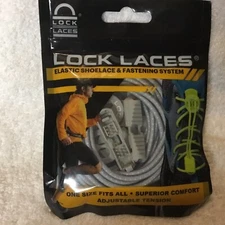 LOCK
LACES
LOCK LACES®
ELASTIC SHOELACE & FASTENING SYSTEM
ONE SIZE FITS ALL • SUPERIOR COMFORT
ADJUSTABLE TENSION